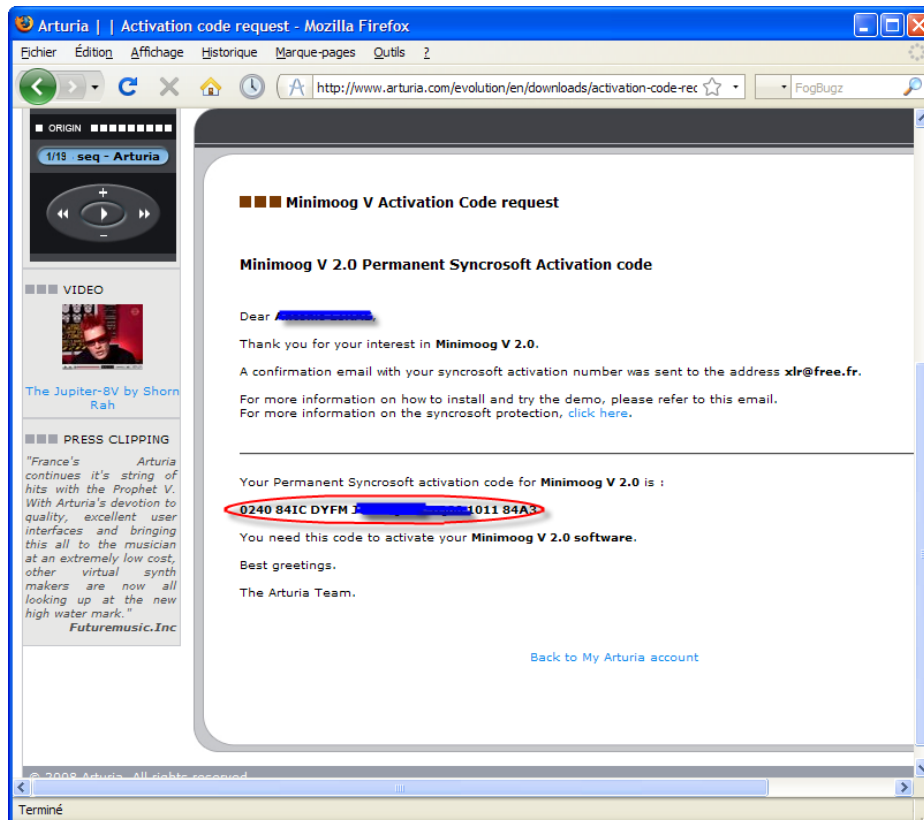 Arturia | | Activation code request - Mozilla Firefox
Fichier Édition Affichage Historique Marque-pages Outils ?
http://www.arturia.com/evolution/en/downloads/activation-code-rec
FogBugz
ORIGIN
1/19 seq - Arturia
VIDEO
The Jupiter-8V by Shorn
Rah
PRESS CLIPPING
"France's Arturia
continues it's string of
hits with the Prophet V.
With Arturia's devotion to
quality, excellent user
interfaces and bringing
this all to the musician
at an extremely low cost,
other virtual synth
makers are now all
looking up at the new
high water mark."
Futuremusic.Inc
Minimoog V Activation Code request
Minimoog V 2.0 Permanent Syncrosoft Activation code
Dear
Thank you for your interest in Minimoog V 2.0.
A confirmation email with your syncrosoft activation number was sent to the address xlr@free.fr.
For more information on how to install and try the demo, please refer to this email.
For more information on the syncrosoft protection, click here.
Your Permanent Syncrosoft activation code for Minimoog V 2.0 is :
0240 84IC DYFM 1011 84A3
You need this code to activate your Minimoog V 2.0 software.
Best greetings.
The Arturia Team.
Back to My Arturia account
© 2008 Arturia. All rights reserved
Terminé